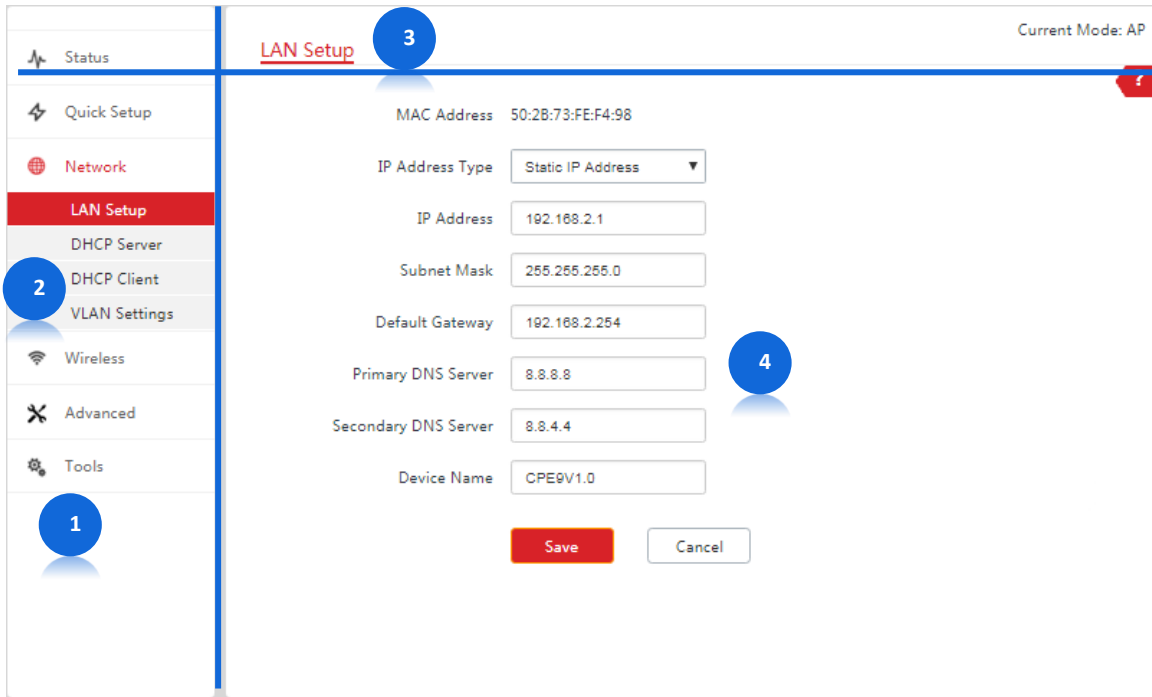 Status
Quick Setup
Network
LAN Setup
DHCP Server
DHCP Client
VLAN Settings
Wireless
Advanced
Tools
1
2
3
4
LAN Setup
Current Mode: AP
?
MAC Address 50:2B:73:FE:F4:98
IP Address Type Static IP Address
IP Address 192.168.2.1
Subnet Mask 255.255.255.0
Default Gateway 192.168.2.254
Primary DNS Server 8.8.8.8
Secondary DNS Server 8.8.4.4
Device Name CPE9V1.0
Save Cancel